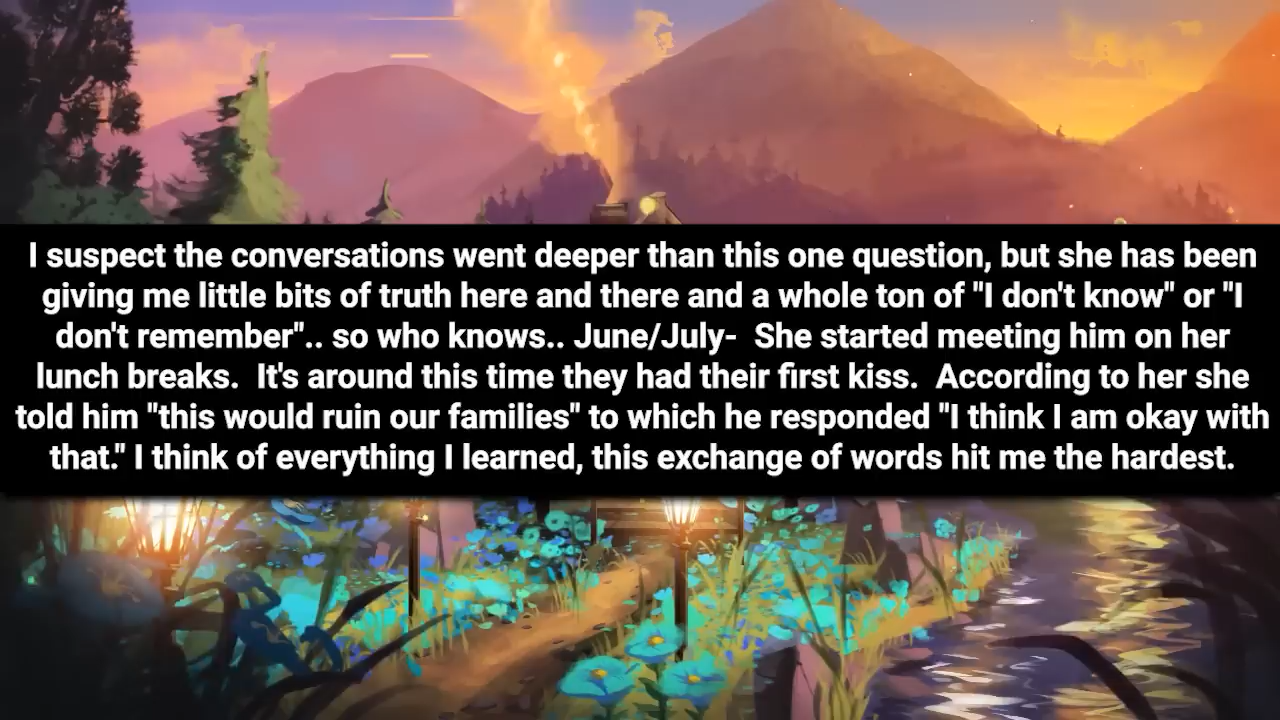 I suspect the conversations went deeper than this one question, but she has been
giving me little bits of truth here and there and a whole ton of "I don't know" or "I
don't remember".. so who knows.. June/July-  She started meeting him on her
lunch breaks.  It's around this time they had their first kiss.  According to her she
told him "this would ruin our families" to which he responded "I think I am okay with
that." I think of everything I learned, this exchange of words hit me the hardest.